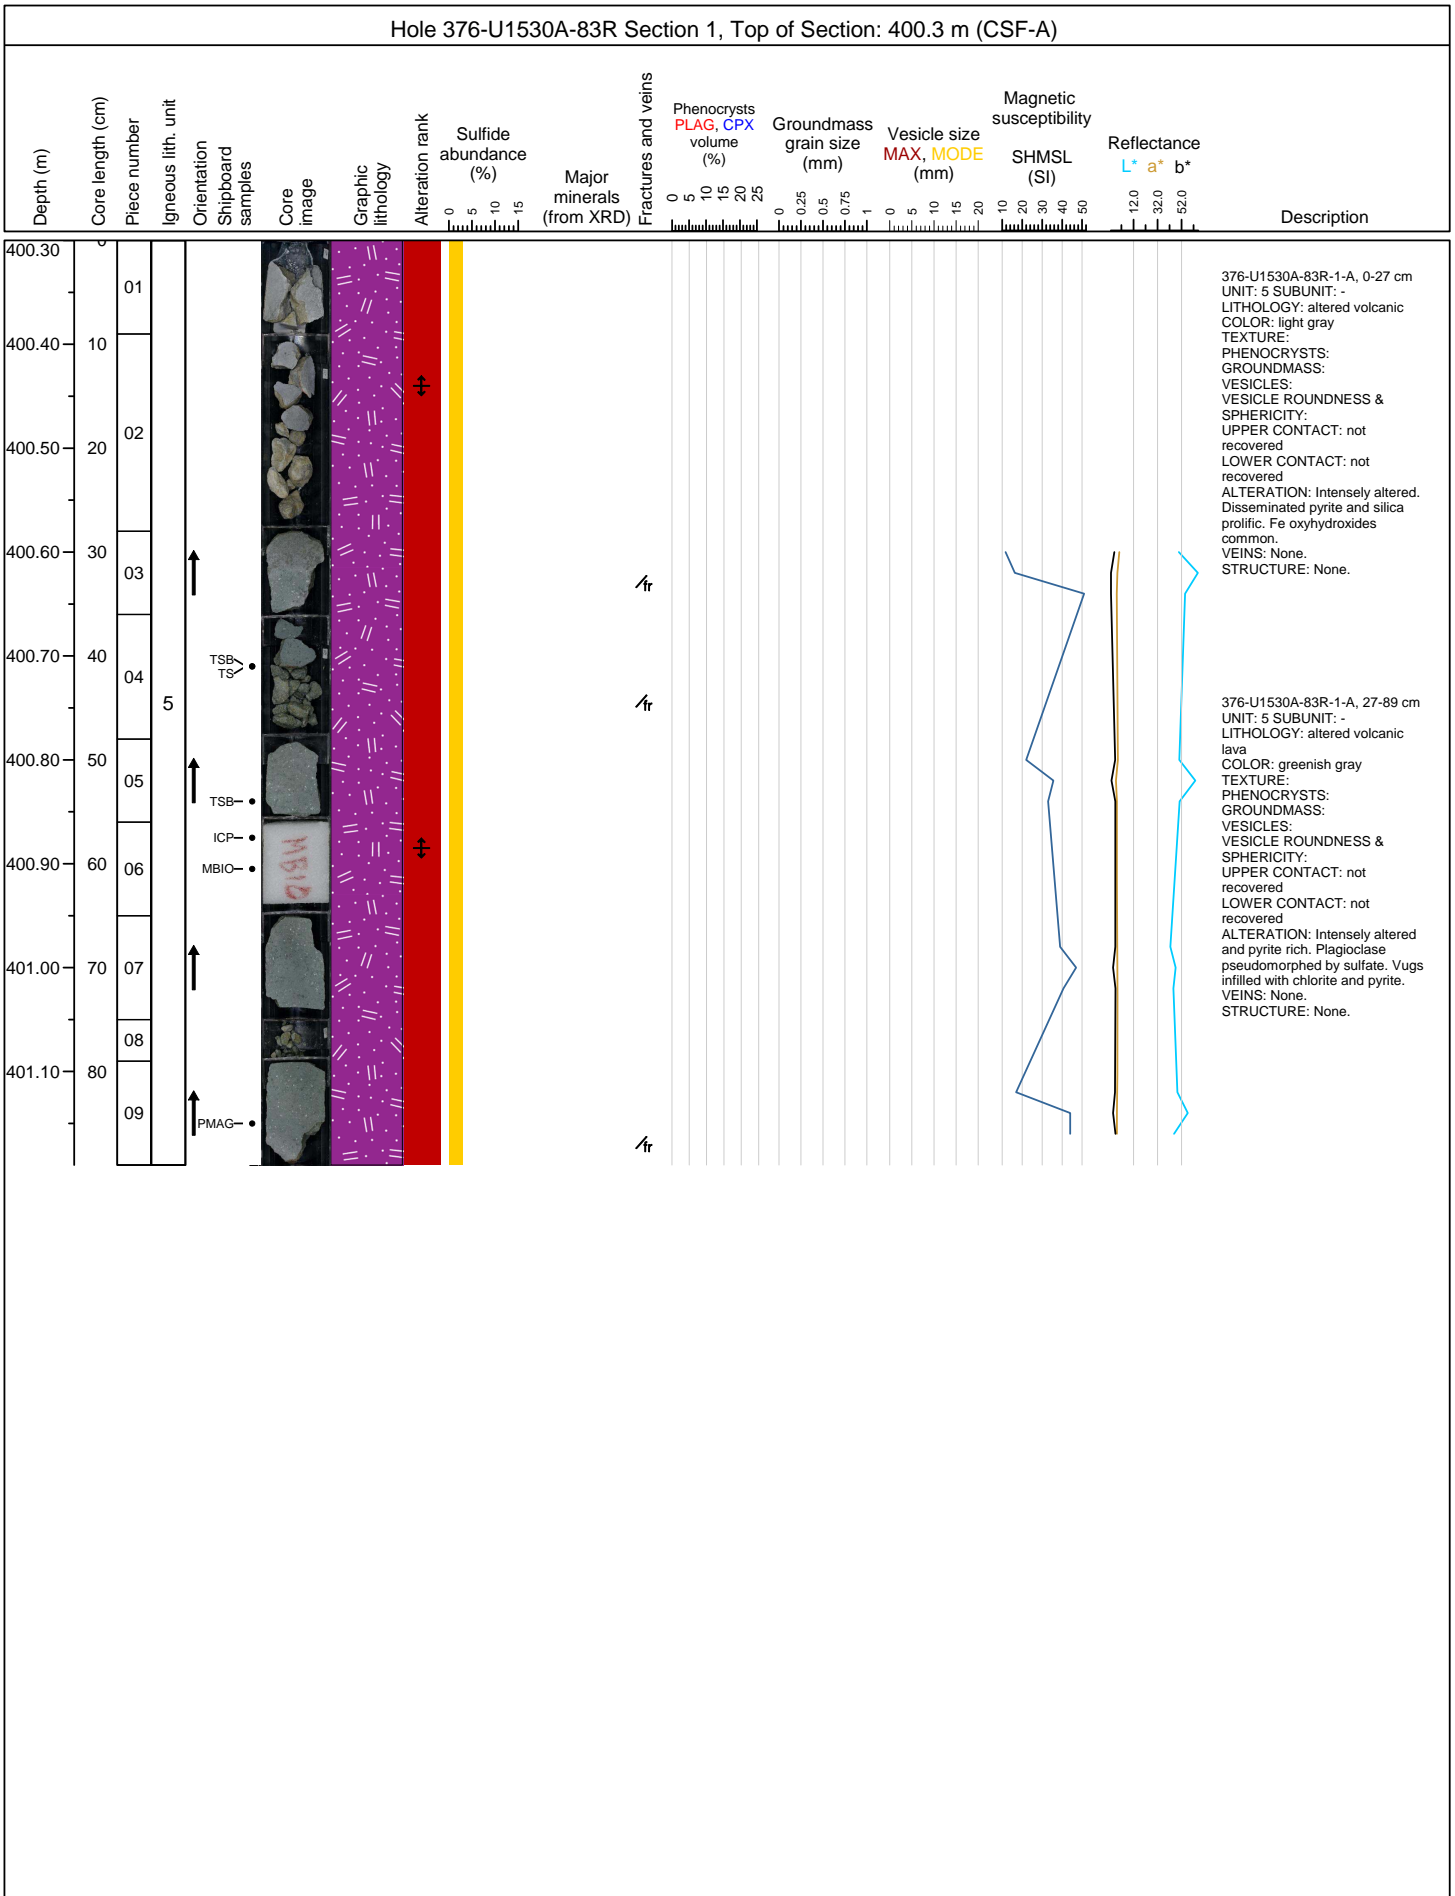 Hole 376-U1530A-83R Section 1, Top of Section: 400.3 m (CSF-A)
Depth (m)
Core length (cm)
Piece number
Igneous lith. unit
Orientation
Shipboard
samples
Core
image
Graphic
lithology
Alteration rank
Sulfide
abundance
(%)
0 5 10 15
Major
minerals
(from XRD)
Fractures and veins
Phenocrysts
PLAG, CPX
volume
(%)
0 5 10 15 20 25
Groundmass
grain size
(mm)
0 0.25 0.5 0.75 1
Vesicle size
MAX, MODE
(mm)
0 5 10 15 20
Magnetic
susceptibility
SHMSL
(SI)
10 20 30 40 50
Reflectance
L* a* b*
12.0 32.0 52.0
Description
400.30
400.40
400.50
400.60
400.70
400.80
400.90
401.00
401.10
0
10
20
30
40
50
60
70
80
01
02
03
04
05
06
07
08
09
5
TSB
TS
TSB
ICP
MBIO
PMAG
MBIO
fr
fr
fr
376-U1530A-83R-1-A, 0-27 cm
UNIT: 5 SUBUNIT: -
LITHOLOGY: altered volcanic
COLOR: light gray
TEXTURE:
PHENOCRYSTS:
GROUNDMASS:
VESICLES:
VESICLE ROUNDNESS &
SPHERICITY:
UPPER CONTACT: not
recovered
LOWER CONTACT: not
recovered
ALTERATION: Intensely altered.
Disseminated pyrite and silica
prolific. Fe oxyhydroxides
common.
VEINS: None.
STRUCTURE: None.
376-U1530A-83R-1-A, 27-89 cm
UNIT: 5 SUBUNIT: -
LITHOLOGY: altered volcanic
lava
COLOR: greenish gray
TEXTURE:
PHENOCRYSTS:
GROUNDMASS:
VESICLES:
VESICLE ROUNDNESS &
SPHERICITY:
UPPER CONTACT: not
recovered
LOWER CONTACT: not
recovered
ALTERATION: Intensely altered
and pyrite rich. Plagioclase
pseudomorphed by sulfate. Vugs
infilled with chlorite and pyrite.
VEINS: None.
STRUCTURE: None.